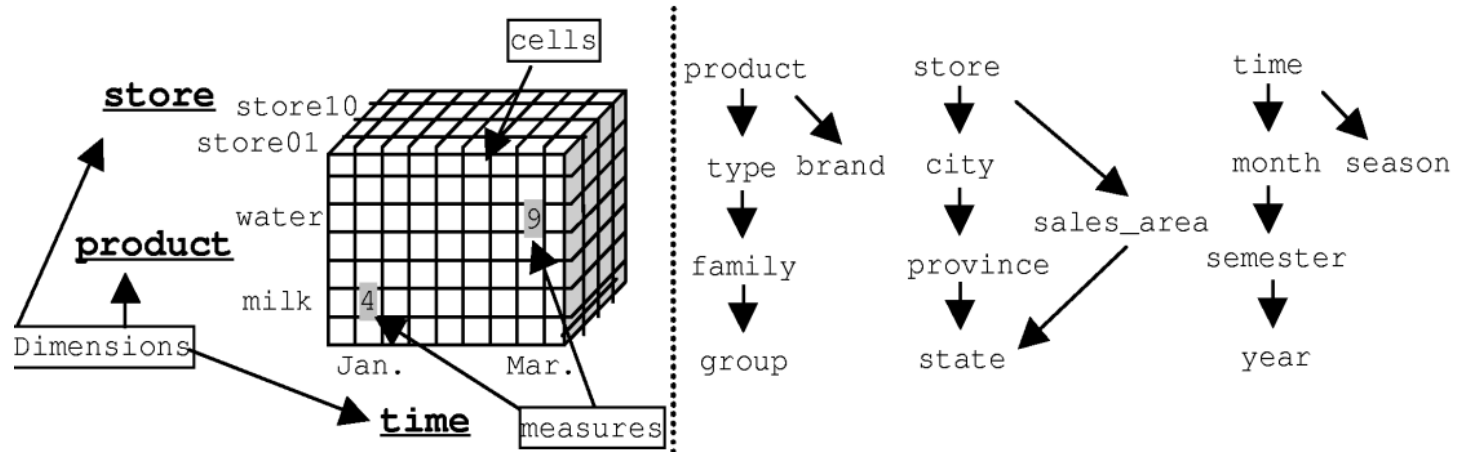 cells
store
store10
store01
water
9
product
milk
4
Dimensions
Jan.
Mar.
time
measures
product
store
time
type
brand
city
month
season
sales_area
family
province
semester
group
state
year